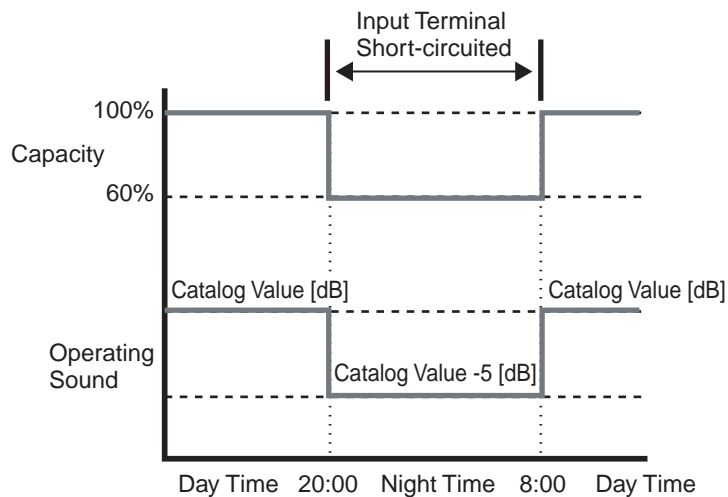 Input Terminal
Short-circuited
100%
Capacity
60%
Catalog Value [dB]
Catalog Value [dB]
Operating
Sound
Catalog Value -5 [dB]
Day Time 20:00 Night Time 8:00 Day Time